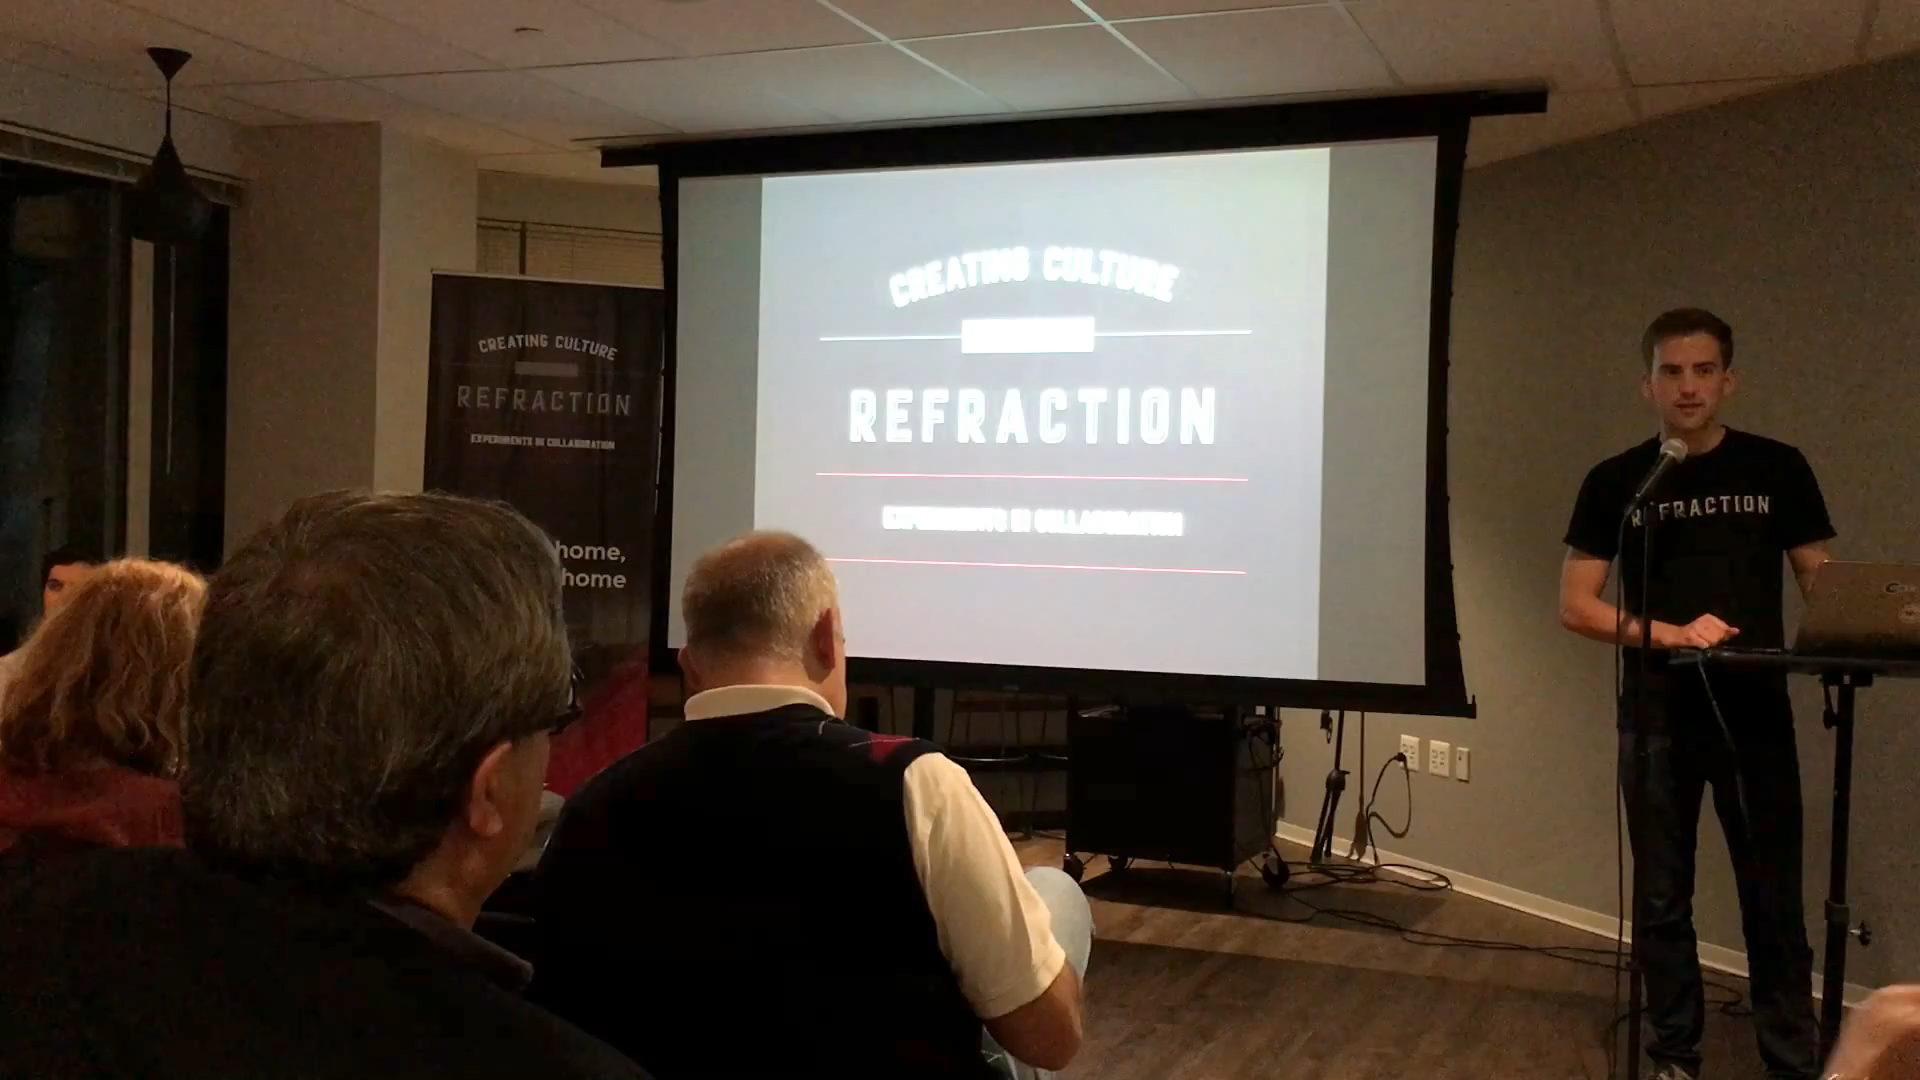 CREATING CULTURE
REFRACTION
EXPERIMENTS IN COLLABORATION
home,
home
CREATING CULTURE
REFRACTION
EXPERIMENTS IN COLLABORATION
REFRACTION